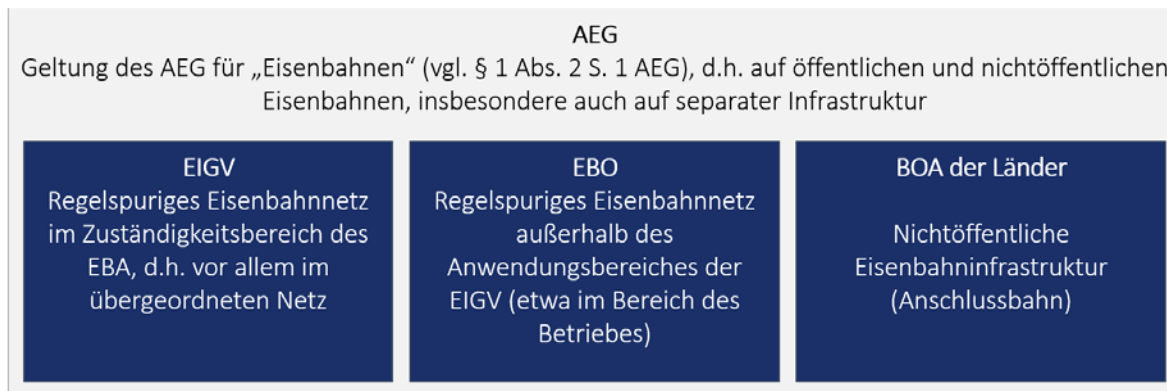 AEG
Geltung des AEG für „Eisenbahnen“ (vgl. § 1 Abs. 2 S. 1 AEG), d.h. auf öffentlichen und nichtöffentlichen
Eisenbahnen, insbesondere auch auf separater Infrastruktur
EIGV
Regelspuriges Eisenbahnnetz
im Zuständigkeitsbereich des
EBA, d.h. vor allem im
übergeordneten Netz
EBO
Regelspuriges Eisenbahnnetz
außerhalb des
Anwendungsbereiches der
EIGV (etwa im Bereich des
Betriebes)
BOA der Länder
Nichtöffentliche
Eisenbahninfrastruktur
(Anschlussbahn)